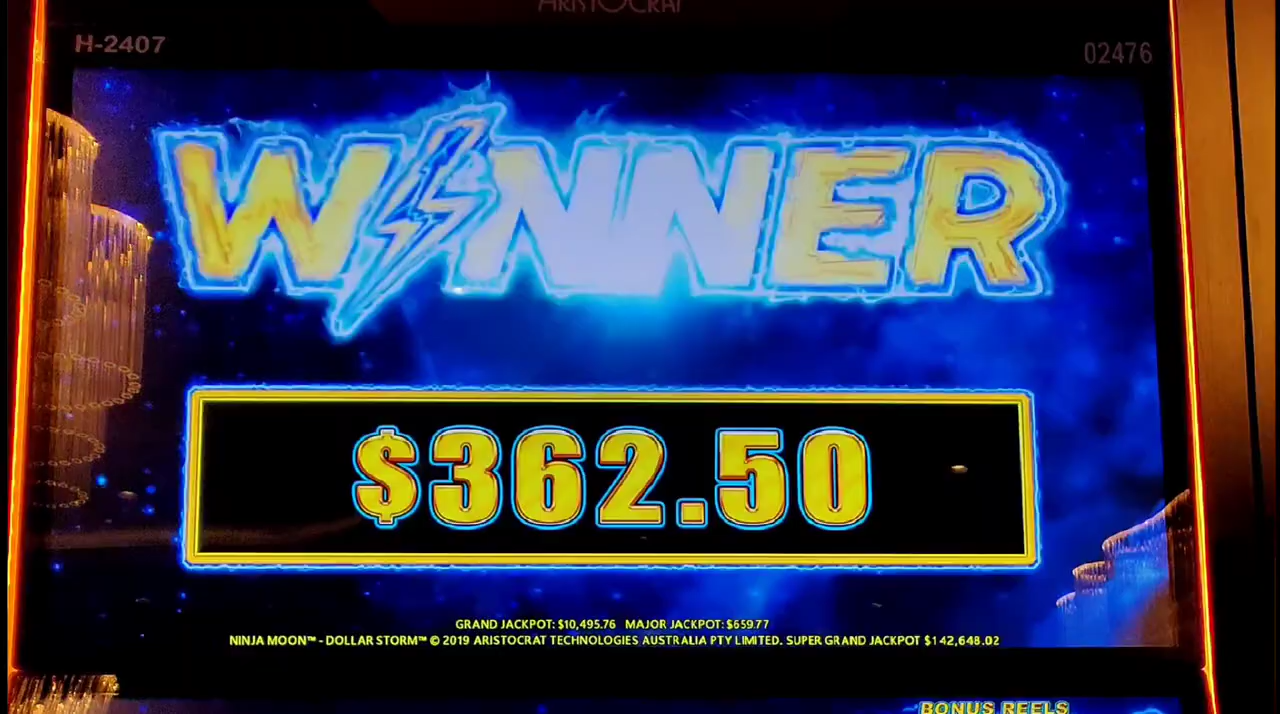 ARISTOCRAT
H-2407
02476
WINNER
$362.50
GRAND JACKPOT: $10,495.76 MAJOR JACKPOT: $659.77
NINJA MOON™ - DOLLAR STORM™ © 2019 ARISTOCRAT TECHNOLOGIES AUSTRALIA PTY LIMITED. SUPER GRAND JACKPOT $142,648.02
BONUS REELS